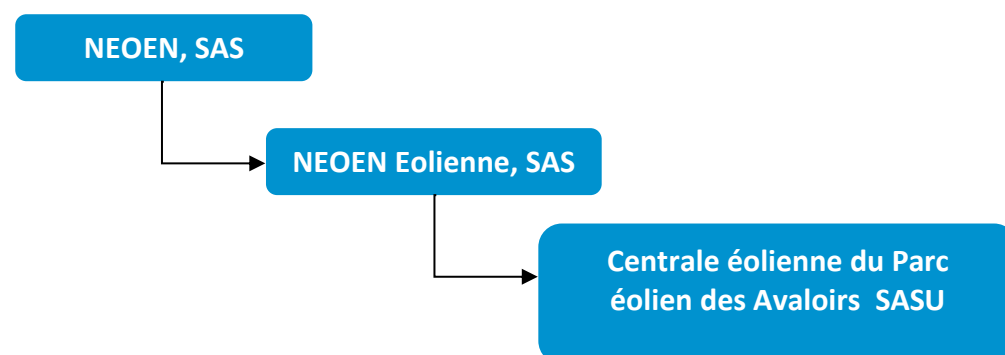 NEOEN, SAS
NEOEN Eolienne, SAS
Centrale éolienne du Parc
éolien des Avaloirs  SASU